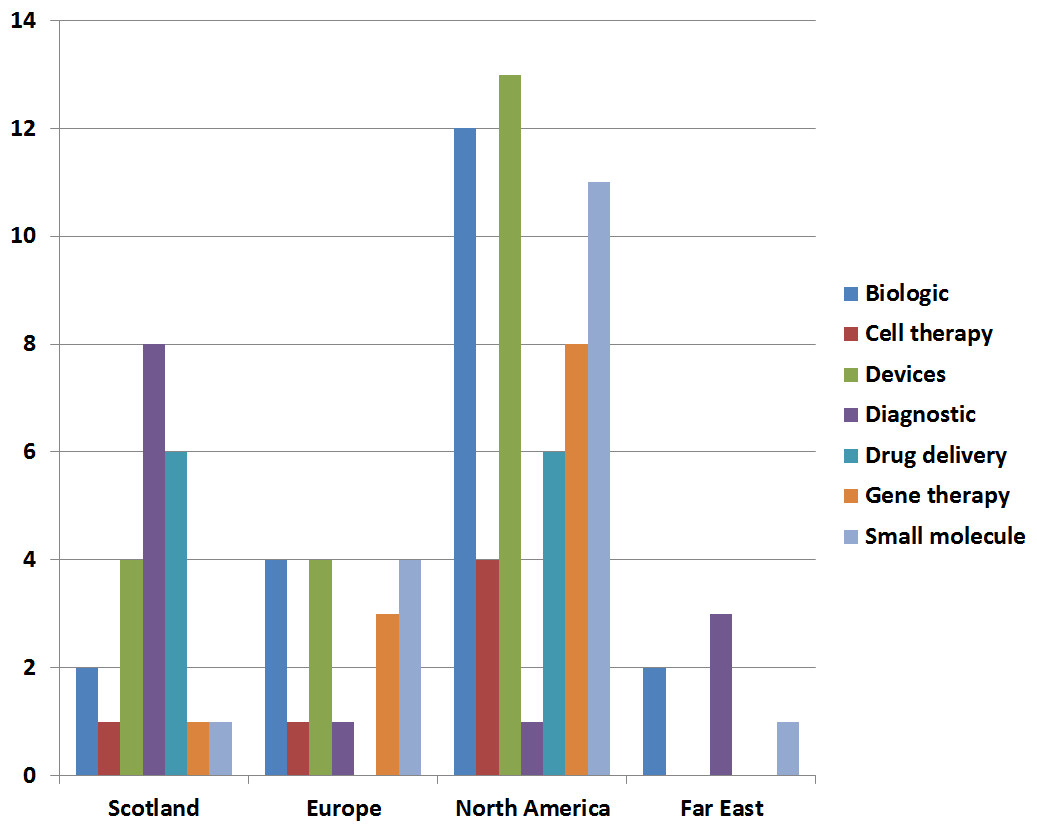 14
12
10
8
6
4
2
0
Scotland Europe North America Far East
Biologic
Cell therapy
Devices
Diagnostic
Drug delivery
Gene therapy
Small molecule